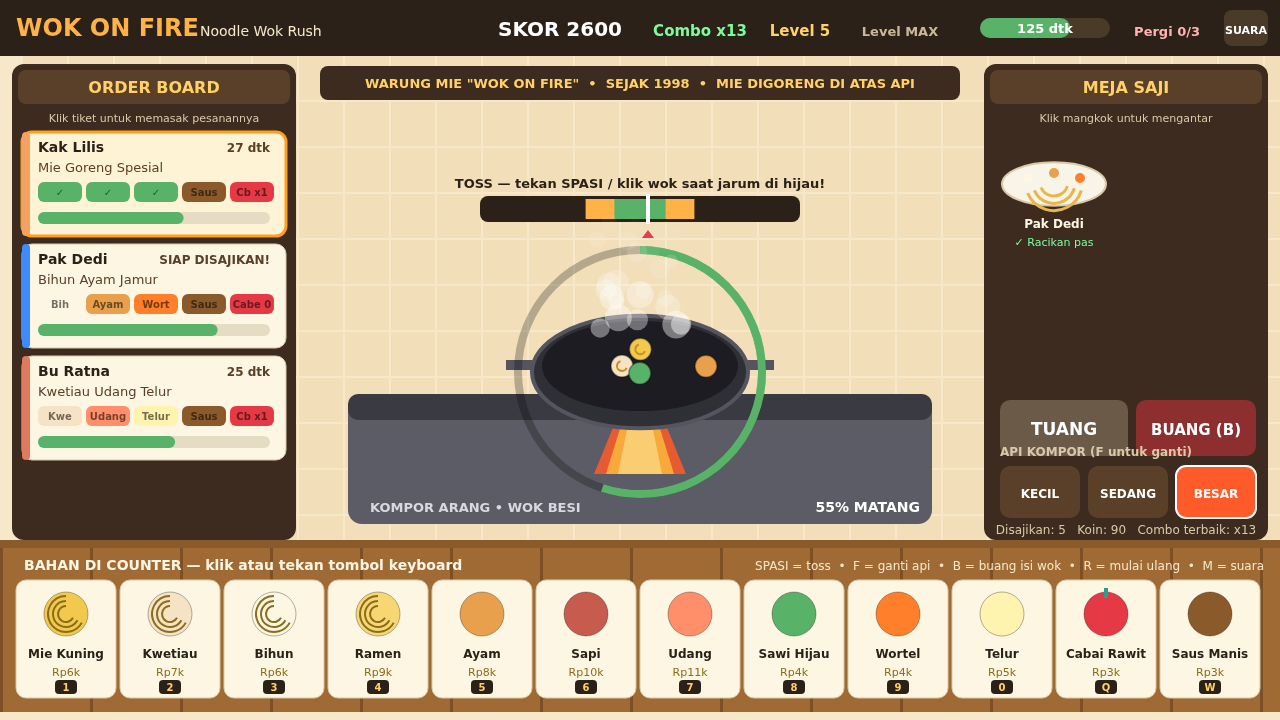 WOK ON FIRE Noodle Wok Rush
SKOR 2600
Combo x13
Level 5
Level MAX
125 dtk
Pergi 0/3
SUARA
ORDER BOARD
Klik tiket untuk memasak pesanannya
Kak Lilis 27 dtk
Mie Goreng Spesial
✓ ✓ ✓ Saus Cb x1
Pak Dedi SIAP DISAJIKAN!
Bihun Ayam Jamur
Bih Ayam Wort Saus Cabe 0
Bu Ratna 25 dtk
Kwetiau Udang Telur
Kwe Udang Telur Saus Cb x1
WARUNG MIE "WOK ON FIRE" • SEJAK 1998 • MIE DIGORENG DI ATAS API
TOSS — tekan SPASI / klik wok saat jarum di hijau!
KOMPOR ARANG • WOK BESI
55% MATANG
MEJA SAJI
Klik mangkok untuk mengantar
Pak Dedi
✓ Racikan pas
TUANG
BUANG (B)
API KOMPOR (F untuk ganti)
KECIL SEDANG BESAR
Disajikan: 5 Koin: 90 Combo terbaik: x13
BAHAN DI COUNTER — klik atau tekan tombol keyboard
SPASI = toss • F = ganti api • B = buang isi wok • R = mulai ulang • M = suara
Mie Kuning Kwetiau Bihun Ramen Ayam Sapi Udang Sawi Hijau Wortel Telur Cabai Rawit Saus Manis
Rp6k Rp7k Rp6k Rp9k Rp8k Rp10k Rp11k Rp4k Rp4k Rp5k Rp3k Rp3k
1 2 3 4 5 6 7 8 9 0 Q W